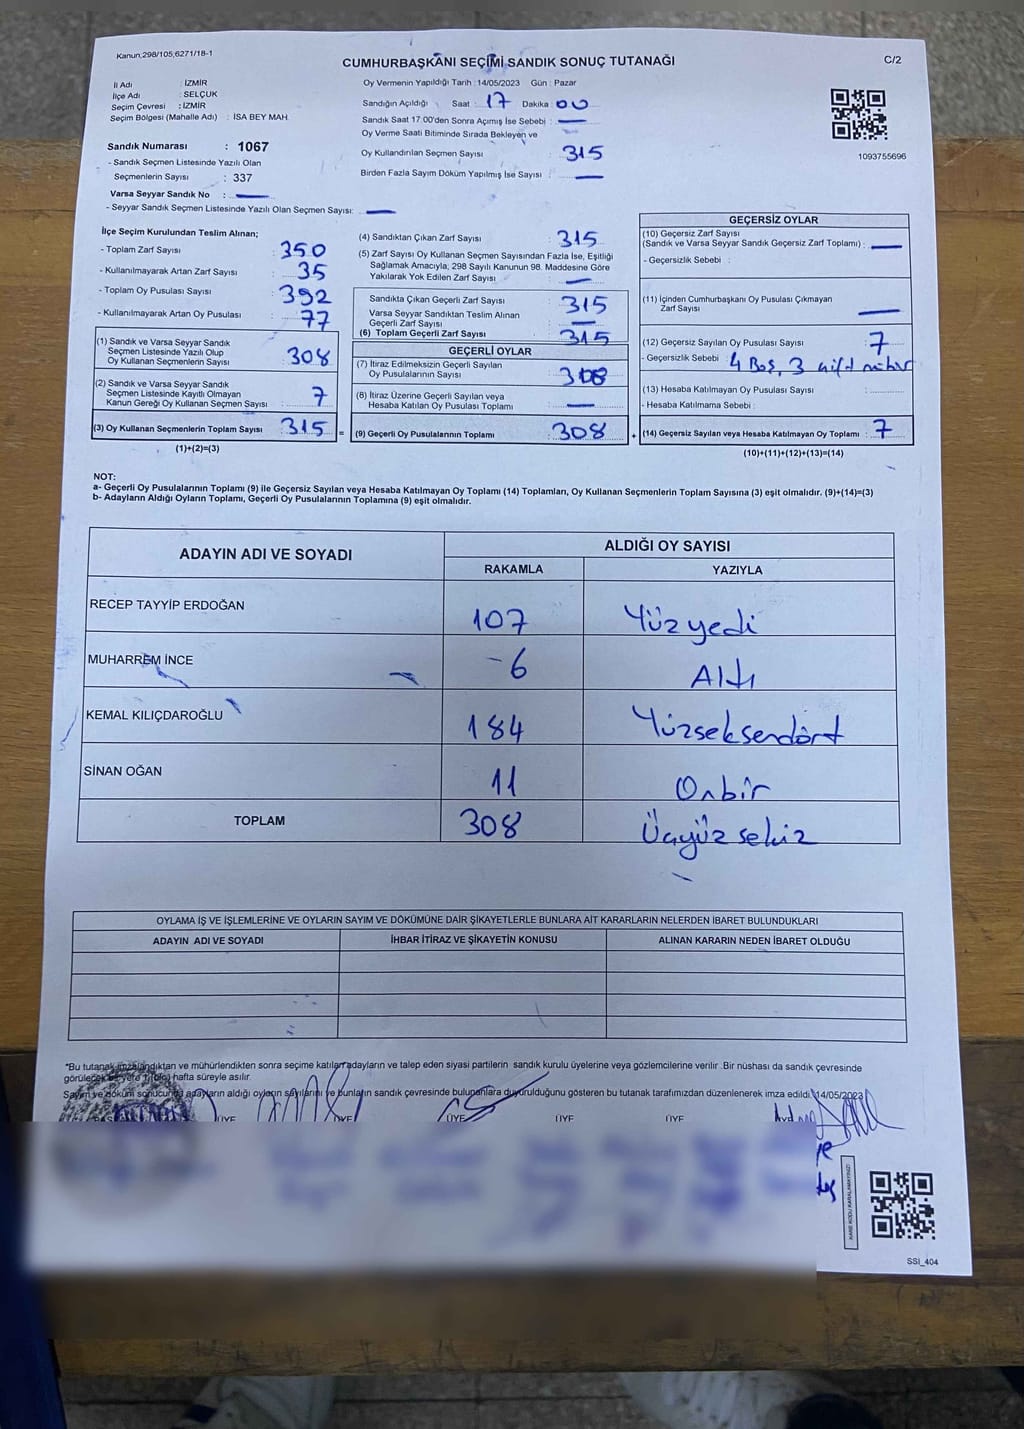 Kanun,298/105,6271/18-1
CUMHURBAŞKANI SEÇİMİ SANDIK SONUÇ TUTANAĞI
C/2
İl Adı : İZMİR
İlçe Adı : SELÇUK
Seçim Çevresi : İZMİR
Seçim Bölgesi (Mahalle Adı) : İSA BEY MAH.
Oy Vermenin Yapıldığı Tarih : 14/05/2023 Gün : Pazar
Sandığın Açıldığı Saat : 17 Dakika : 00
Sandık Saat 17:00'den Sonra Açımış İse Sebebi : —
Oy Verme Saati Bitiminde Sırada Bekleyen ve
Oy Kullandırılan Seçmen Sayısı : 315
Birden Fazla Sayım Döküm Yapılmış İse Sayısı : —
1093755696
Sandık Numarası : 1067
- Sandık Seçmen Listesinde Yazılı Olan
Seçmenlerin Sayısı : 337
Varsa Seyyar Sandık No : —
- Seyyar Sandık Seçmen Listesinde Yazılı Olan Seçmen Sayısı: —
İlçe Seçim Kurulundan Teslim Alınan;
- Toplam Zarf Sayısı : 350
- Kullanılmayarak Artan Zarf Sayısı : 35
- Toplam Oy Pusulası Sayısı : 392
- Kullanılmayarak Artan Oy Pusulası : 77
(1) Sandık ve Varsa Seyyar Sandık
Seçmen Listesinde Yazılı Olup
Oy Kullanan Seçmenlerin Sayısı : 308
(2) Sandık ve Varsa Seyyar Sandık
Seçmen Listesinde Kayıtlı Olmayan
Kanun Gereği Oy Kullanan Seçmen Sayısı : 7
(3) Oy Kullanan Seçmenlerin Toplam Sayısı : 315
(1)+(2)=(3)
(4) Sandıktan Çıkan Zarf Sayısı : 315
(5) Zarf Sayısı Oy Kullanan Seçmen Sayısından Fazla İse, Eşitliği
Sağlamak Amacıyla; 298 Sayılı Kanunun 98. Maddesine Göre
Yakılarak Yok Edilen Zarf Sayısı : —
Sandıkta Çıkan Geçerli Zarf Sayısı : 315
Varsa Seyyar Sandıktan Teslim Alınan
Geçerli Zarf Sayısı : —
(6) Toplam Geçerli Zarf Sayısı : 315
GEÇERLİ OYLAR
(7) İtiraz Edilmeksizin Geçerli Sayılan
Oy Pusulalarının Sayısı : 308
(8) İtiraz Üzerine Geçerli Sayılan veya
Hesaba Katılan Oy Pusulası Toplamı : —
= (9) Geçerli Oy Pusulalarının Toplamı : 308 +
GEÇERSİZ OYLAR
(10) Geçersiz Zarf Sayısı
(Sandık ve Varsa Seyyar Sandık Geçersiz Zarf Toplamı) : —
- Geçersizlik Sebebi :
(11) İçinden Cumhurbaşkanı Oy Pusulası Çıkmayan
Zarf Sayısı : —
(12) Geçersiz Sayılan Oy Pusulası Sayısı : 7
- Geçersizlik Sebebi : 4 Boş, 3 çift mühür
(13) Hesaba Katılmayan Oy Pusulası Sayısı :
- Hesaba Katılmama Sebebi :
(14) Geçersiz Sayılan veya Hesaba Katılmayan Oy Toplamı : 7
(10)+(11)+(12)+(13)=(14)
NOT:
a- Geçerli Oy Pusulalarının Toplamı (9) ile Geçersiz Sayılan veya Hesaba Katılmayan Oy Toplamı (14) Toplamları, Oy Kullanan Seçmenlerin Toplam Sayısına (3) eşit olmalıdır. (9)+(14)=(3)
b- Adayların Aldığı Oyların Toplamı, Geçerli Oy Pusulalarının Toplamına (9) eşit olmalıdır.
ADAYIN ADI VE SOYADI ALDIĞI OY SAYISI
RAKAMLA YAZIYLA
RECEP TAYYİP ERDOĞAN 107 Yüzyedi
MUHARREM İNCE - 6 Altı
KEMAL KILIÇDAROĞLU 184 Yüzseksendört
SİNAN OĞAN 11 Onbir
TOPLAM 308 Üçyüz sekiz
OYLAMA İŞ VE İŞLEMLERİNE VE OYLARIN SAYIM VE DÖKÜMÜNE DAİR ŞİKAYETLERLE BUNLARA AİT KARARLARIN NELERDEN İBARET BULUNDUKLARI
ADAYIN ADI VE SOYADI İHBAR İTİRAZ VE ŞİKAYETİN KONUSU ALINAN KARARIN NEDEN İBARET OLDUĞU
*Bu tutanak imzalandıktan ve mühürlendikten sonra seçime katılan adayların ve talep eden siyasi partilerin sandık kurulu üyelerine veya gözlemcilerine verilir .Bir nüshası da sandık çevresinde
görülecek bir yere 1(bir) hafta süreyle asılır.
Sayım ve döküm sonucunda adayların aldığı oyların sayılarını ve bunların sandık çevresinde bulunanlara duyurulduğunu gösteren bu tutanak tarafımızdan düzenlenerek imza edildi. 14/05/2023
ÜYE ÜYE ÜYE ÜYE ÜYE
SSİ_404